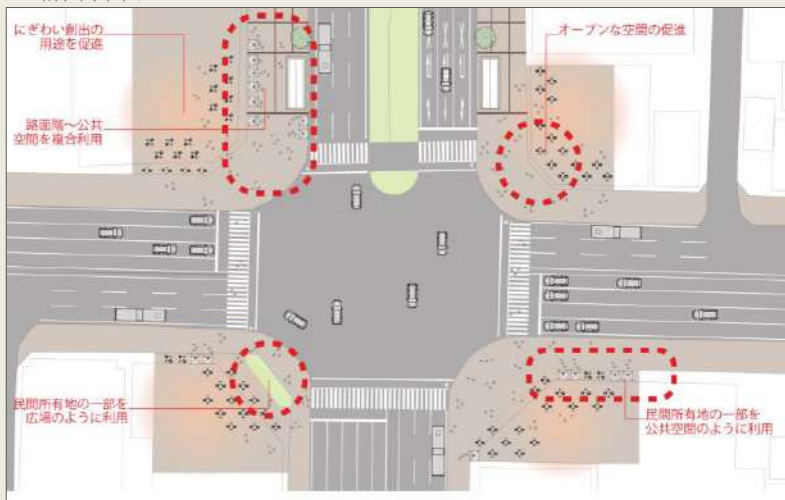 にぎわい創出の
用途を促進
オープンな空間の促進
路面階〜公共
空間を複合利用
民間所有地の一部を
広場のように利用
民間所有地の一部を
公共空間のように利用